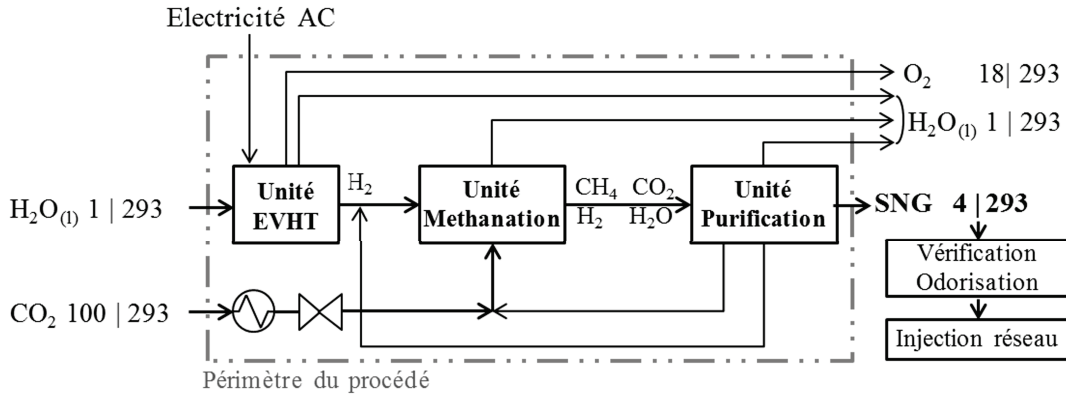 Electricité AC
O2 18| 293
H2O(l) 1 | 293
H2O(l) 1 | 293
Unité
EVHT
H2
Unité
Methanation
CH4 CO2
H2 H2O
Unité
Purification
SNG 4|293
Vérification
Odorisation
CO2 100 | 293
Injection réseau
Périmètre du procédé